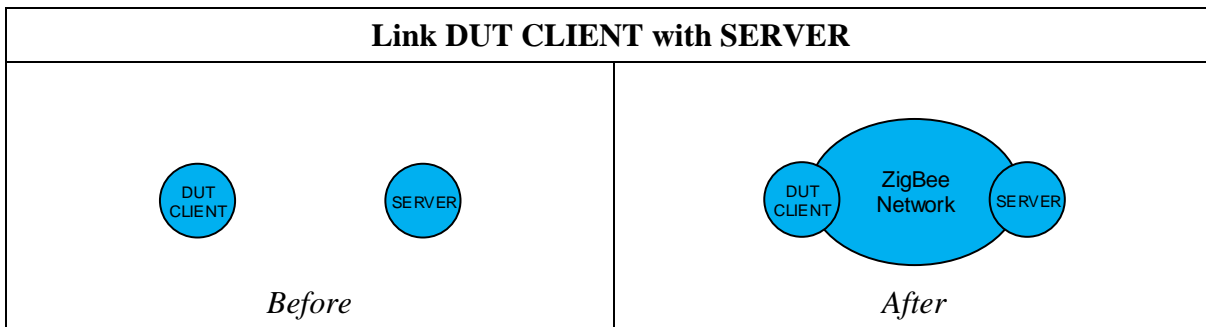 Link DUT CLIENT with SERVER
DUT
CLIENT
SERVER
Before
DUT
CLIENT
ZigBee
Network
SERVER
After